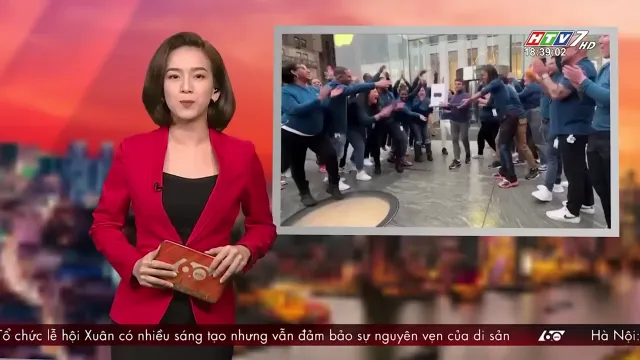 HTV7 HD
18:39:02
Tổ chức lễ hội Xuân có nhiều sáng tạo nhưng vẫn đảm bảo sự nguyên vẹn của di sản 60 Hà Nội: